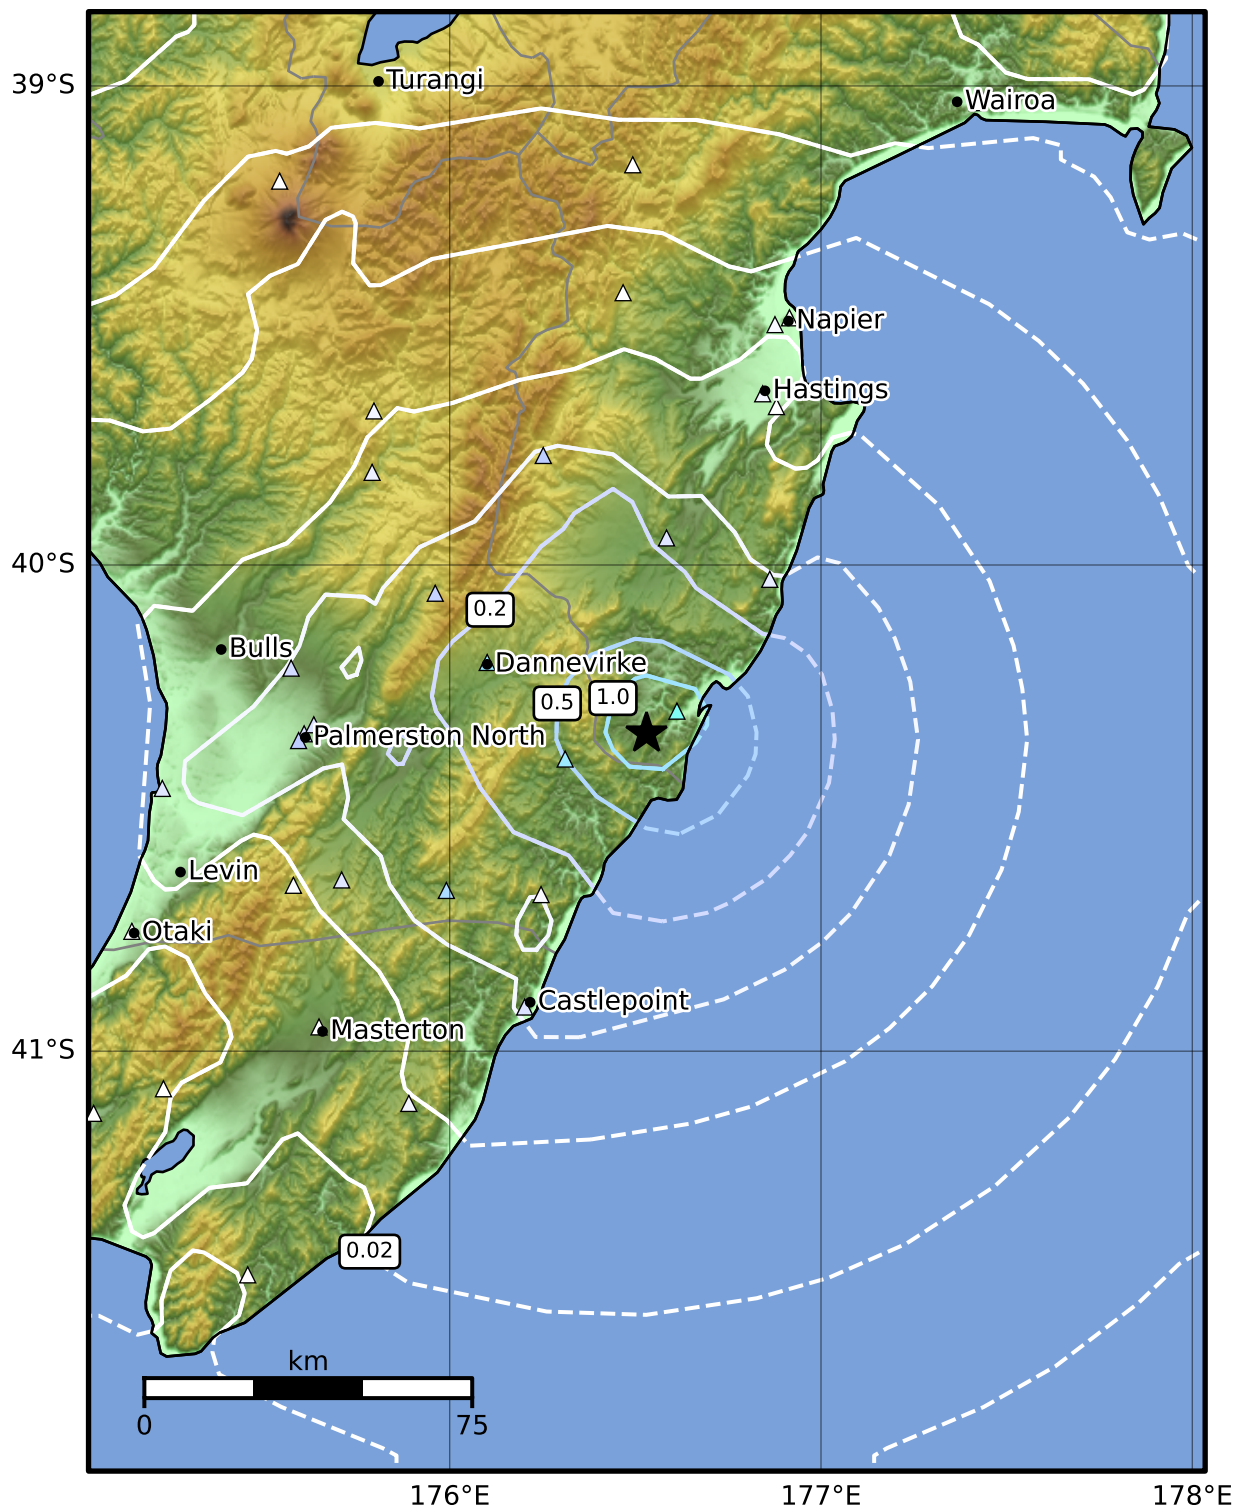 39°S
Turangi
Wairoa
Napier
Hastings
40°S
0.2
Bulls
Dannevirke
0.5
1.0
Palmerston North
Levin
Otaki
Castlepoint
Masterton
41°S
0.02
km
0
75
176°E
177°E
178°E